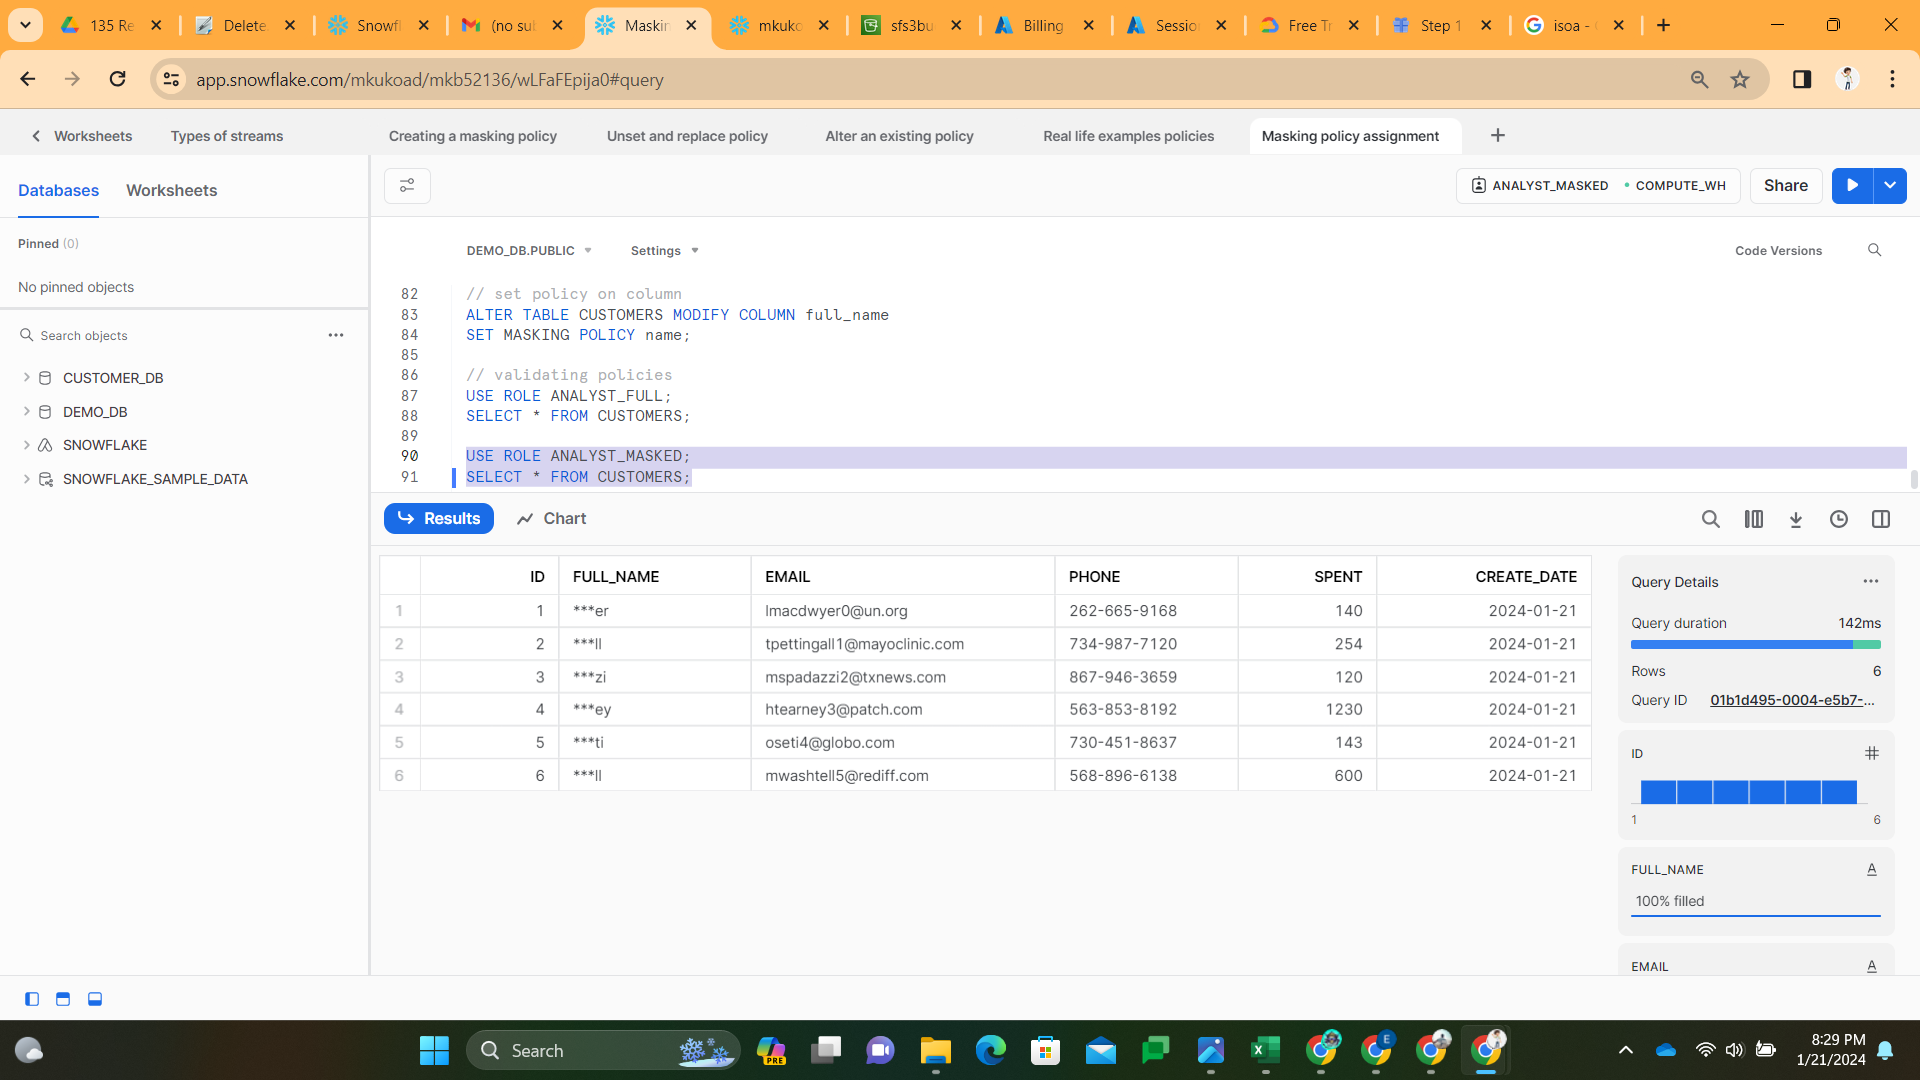 135 Re
Delete
Snowfl
(no sub
Maskin
mkuko
sfs3bu
Billing
Sessio
Free Tr
Step 1
isoa -
app.snowflake.com/mkukoad/mkb52136/wLFaFEpija0#query
Worksheets
Types of streams
Creating a masking policy
Unset and replace policy
Alter an existing policy
Real life examples policies
Masking policy assignment
Databases
Worksheets
ANALYST_MASKED
COMPUTE_WH
Share
Pinned (0)
No pinned objects
Search objects
CUSTOMER_DB
DEMO_DB
SNOWFLAKE
SNOWFLAKE_SAMPLE_DATA
DEMO_DB.PUBLIC
Settings
Code Versions
82 // set policy on column
83 ALTER TABLE CUSTOMERS MODIFY COLUMN full_name
84 SET MASKING POLICY name;
85
86 // validating policies
87 USE ROLE ANALYST_FULL;
88 SELECT * FROM CUSTOMERS;
89
90 USE ROLE ANALYST_MASKED;
91 SELECT * FROM CUSTOMERS;
Results
Chart
ID FULL_NAME EMAIL PHONE SPENT CREATE_DATE
1 1 ***er lmacdwyer0@un.org 262-665-9168 140 2024-01-21
2 2 ***ll tpettingall1@mayoclinic.com 734-987-7120 254 2024-01-21
3 3 ***zi mspadazzi2@txnews.com 867-946-3659 120 2024-01-21
4 4 ***ey htearney3@patch.com 563-853-8192 1230 2024-01-21
5 5 ***ti oseti4@globo.com 730-451-8637 143 2024-01-21
6 6 ***ll mwashtell5@rediff.com 568-896-6138 600 2024-01-21
Query Details
Query duration 142ms
Rows 6
Query ID 01b1d495-0004-e5b7-...
ID
1 6
FULL_NAME A
100% filled
EMAIL A
Search
PRE
E
8:29 PM
1/21/2024